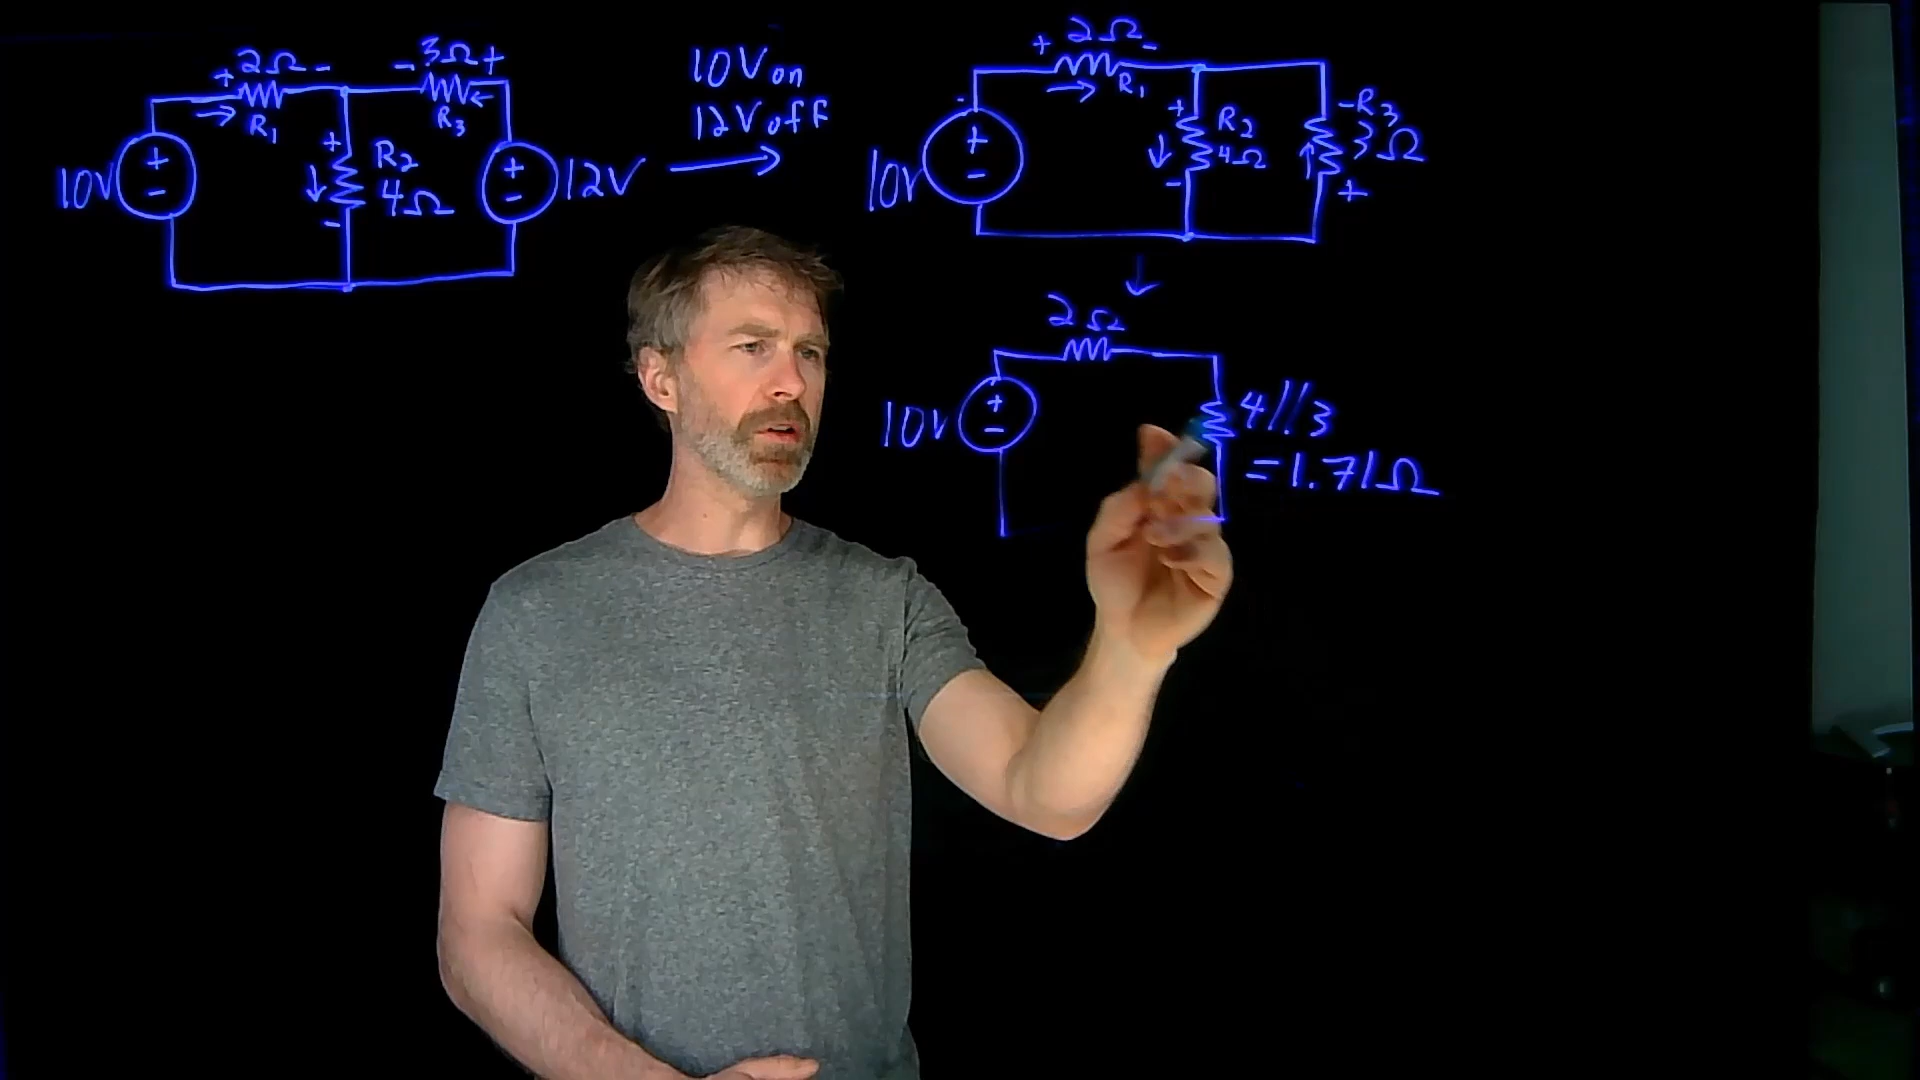 + 2Ω -
- 3Ω +
R1
R3
10V
+
-
+
R2
4Ω
-
+
-
12V
10V on
12V off
+ 2Ω -
R1
10V
+
-
+
R2
4Ω
-
- R3
3Ω
+
2Ω
10V
+
-
4//3
=1.71Ω